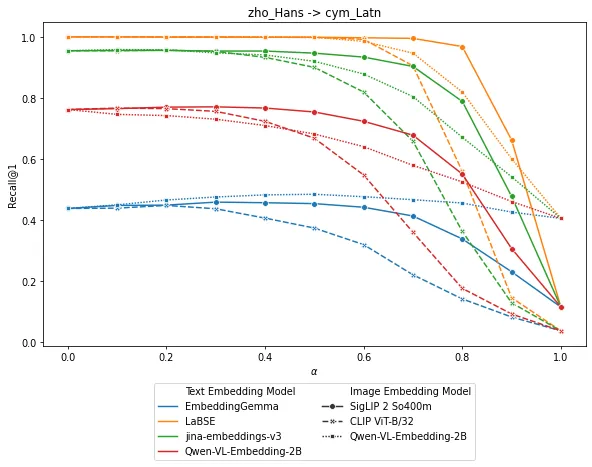 zho_Hans -> cym_Latn
Recall@1
1.0
0.8
0.6
0.4
0.2
0.0
0.0 0.2 0.4 0.6 0.8 1.0
α
Text Embedding Model Image Embedding Model
EmbeddingGemma SigLIP 2 So400m
LaBSE CLIP ViT-B/32
jina-embeddings-v3 Qwen-VL-Embedding-2B
Qwen-VL-Embedding-2B